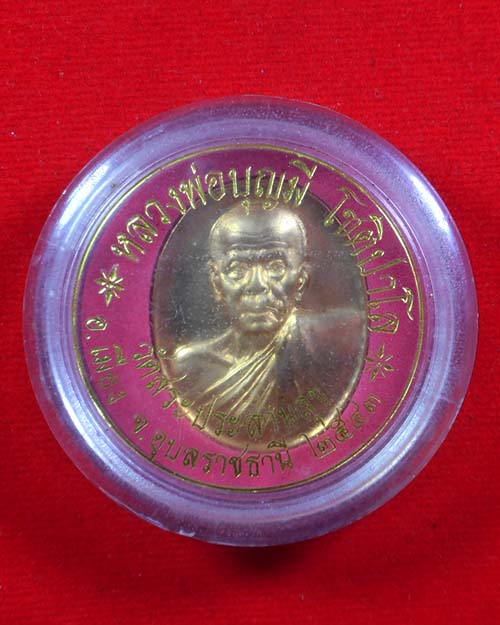 หลวงพ่อบุญมี โชติปาโล
วัดสระประสานสุข
อ.เมือง จ.อุบลราชธานี ๒๕๔๓